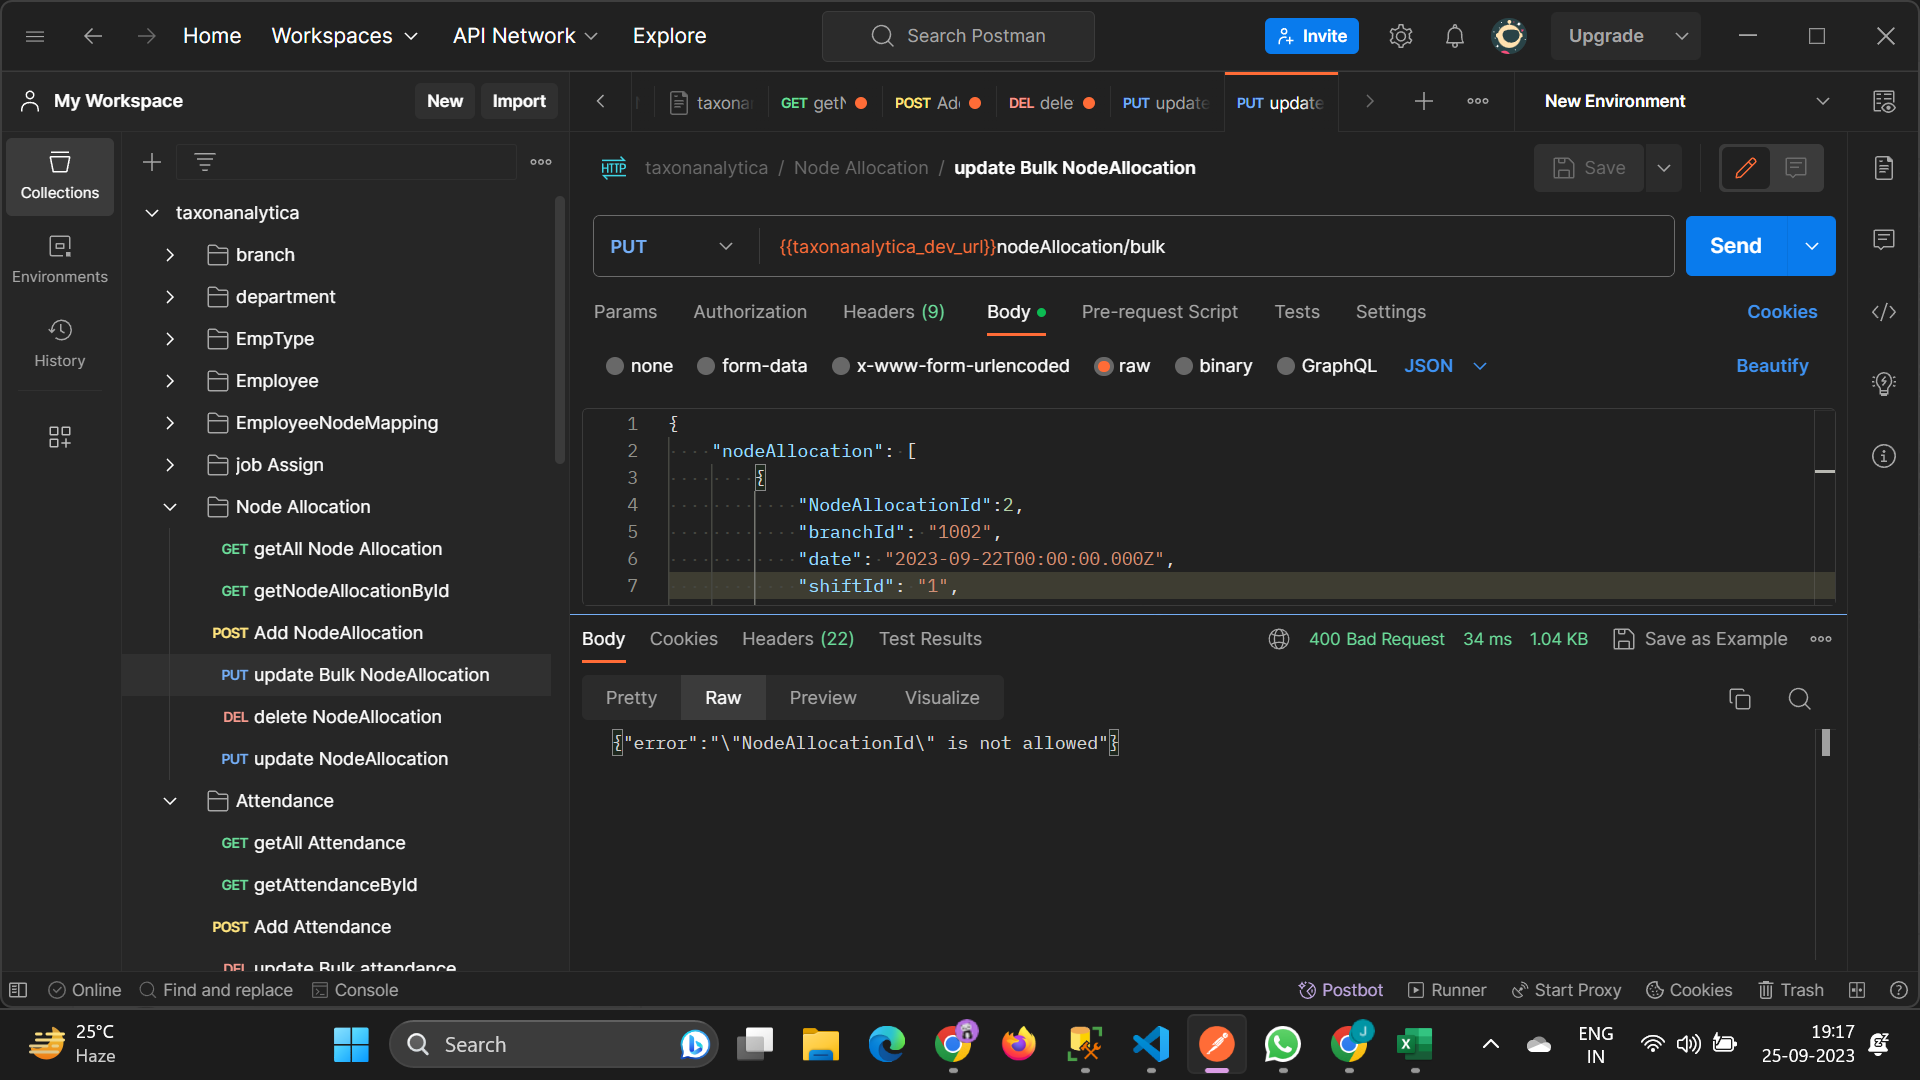 Home Workspaces API Network Explore Search Postman Invite Upgrade
My Workspace New Import taxona GET getN POST Ad DEL dele PUT update PUT update New Environment
Collections
Environments
History
taxonanalytica
branch
department
EmpType
Employee
EmployeeNodeMapping
job Assign
Node Allocation
GET getAll Node Allocation
GET getNodeAllocationById
POST Add NodeAllocation
PUT update Bulk NodeAllocation
DEL delete NodeAllocation
PUT update NodeAllocation
Attendance
GET getAll Attendance
GET getAttendanceById
POST Add Attendance
DEL update Bulk attendance
HTTP taxonanalytica / Node Allocation / update Bulk NodeAllocation Save
PUT {{taxonanalytica_dev_url}}nodeAllocation/bulk Send
Params Authorization Headers (9) Body Pre-request Script Tests Settings Cookies
none form-data x-www-form-urlencoded raw binary GraphQL JSON Beautify
1 {
2 "nodeAllocation": [
3 {
4 "NodeAllocationId":2,
5 "branchId": "1002",
6 "date": "2023-09-22T00:00:00.000Z",
7 "shiftId": "1",
Body Cookies Headers (22) Test Results 400 Bad Request 34 ms 1.04 KB Save as Example
Pretty Raw Preview Visualize
{"error":"\"NodeAllocationId\" is not allowed"}
Online Find and replace Console Postbot Runner Start Proxy Cookies Trash
25°C
Haze
Search
J
X
ENG
IN
19:17
25-09-2023